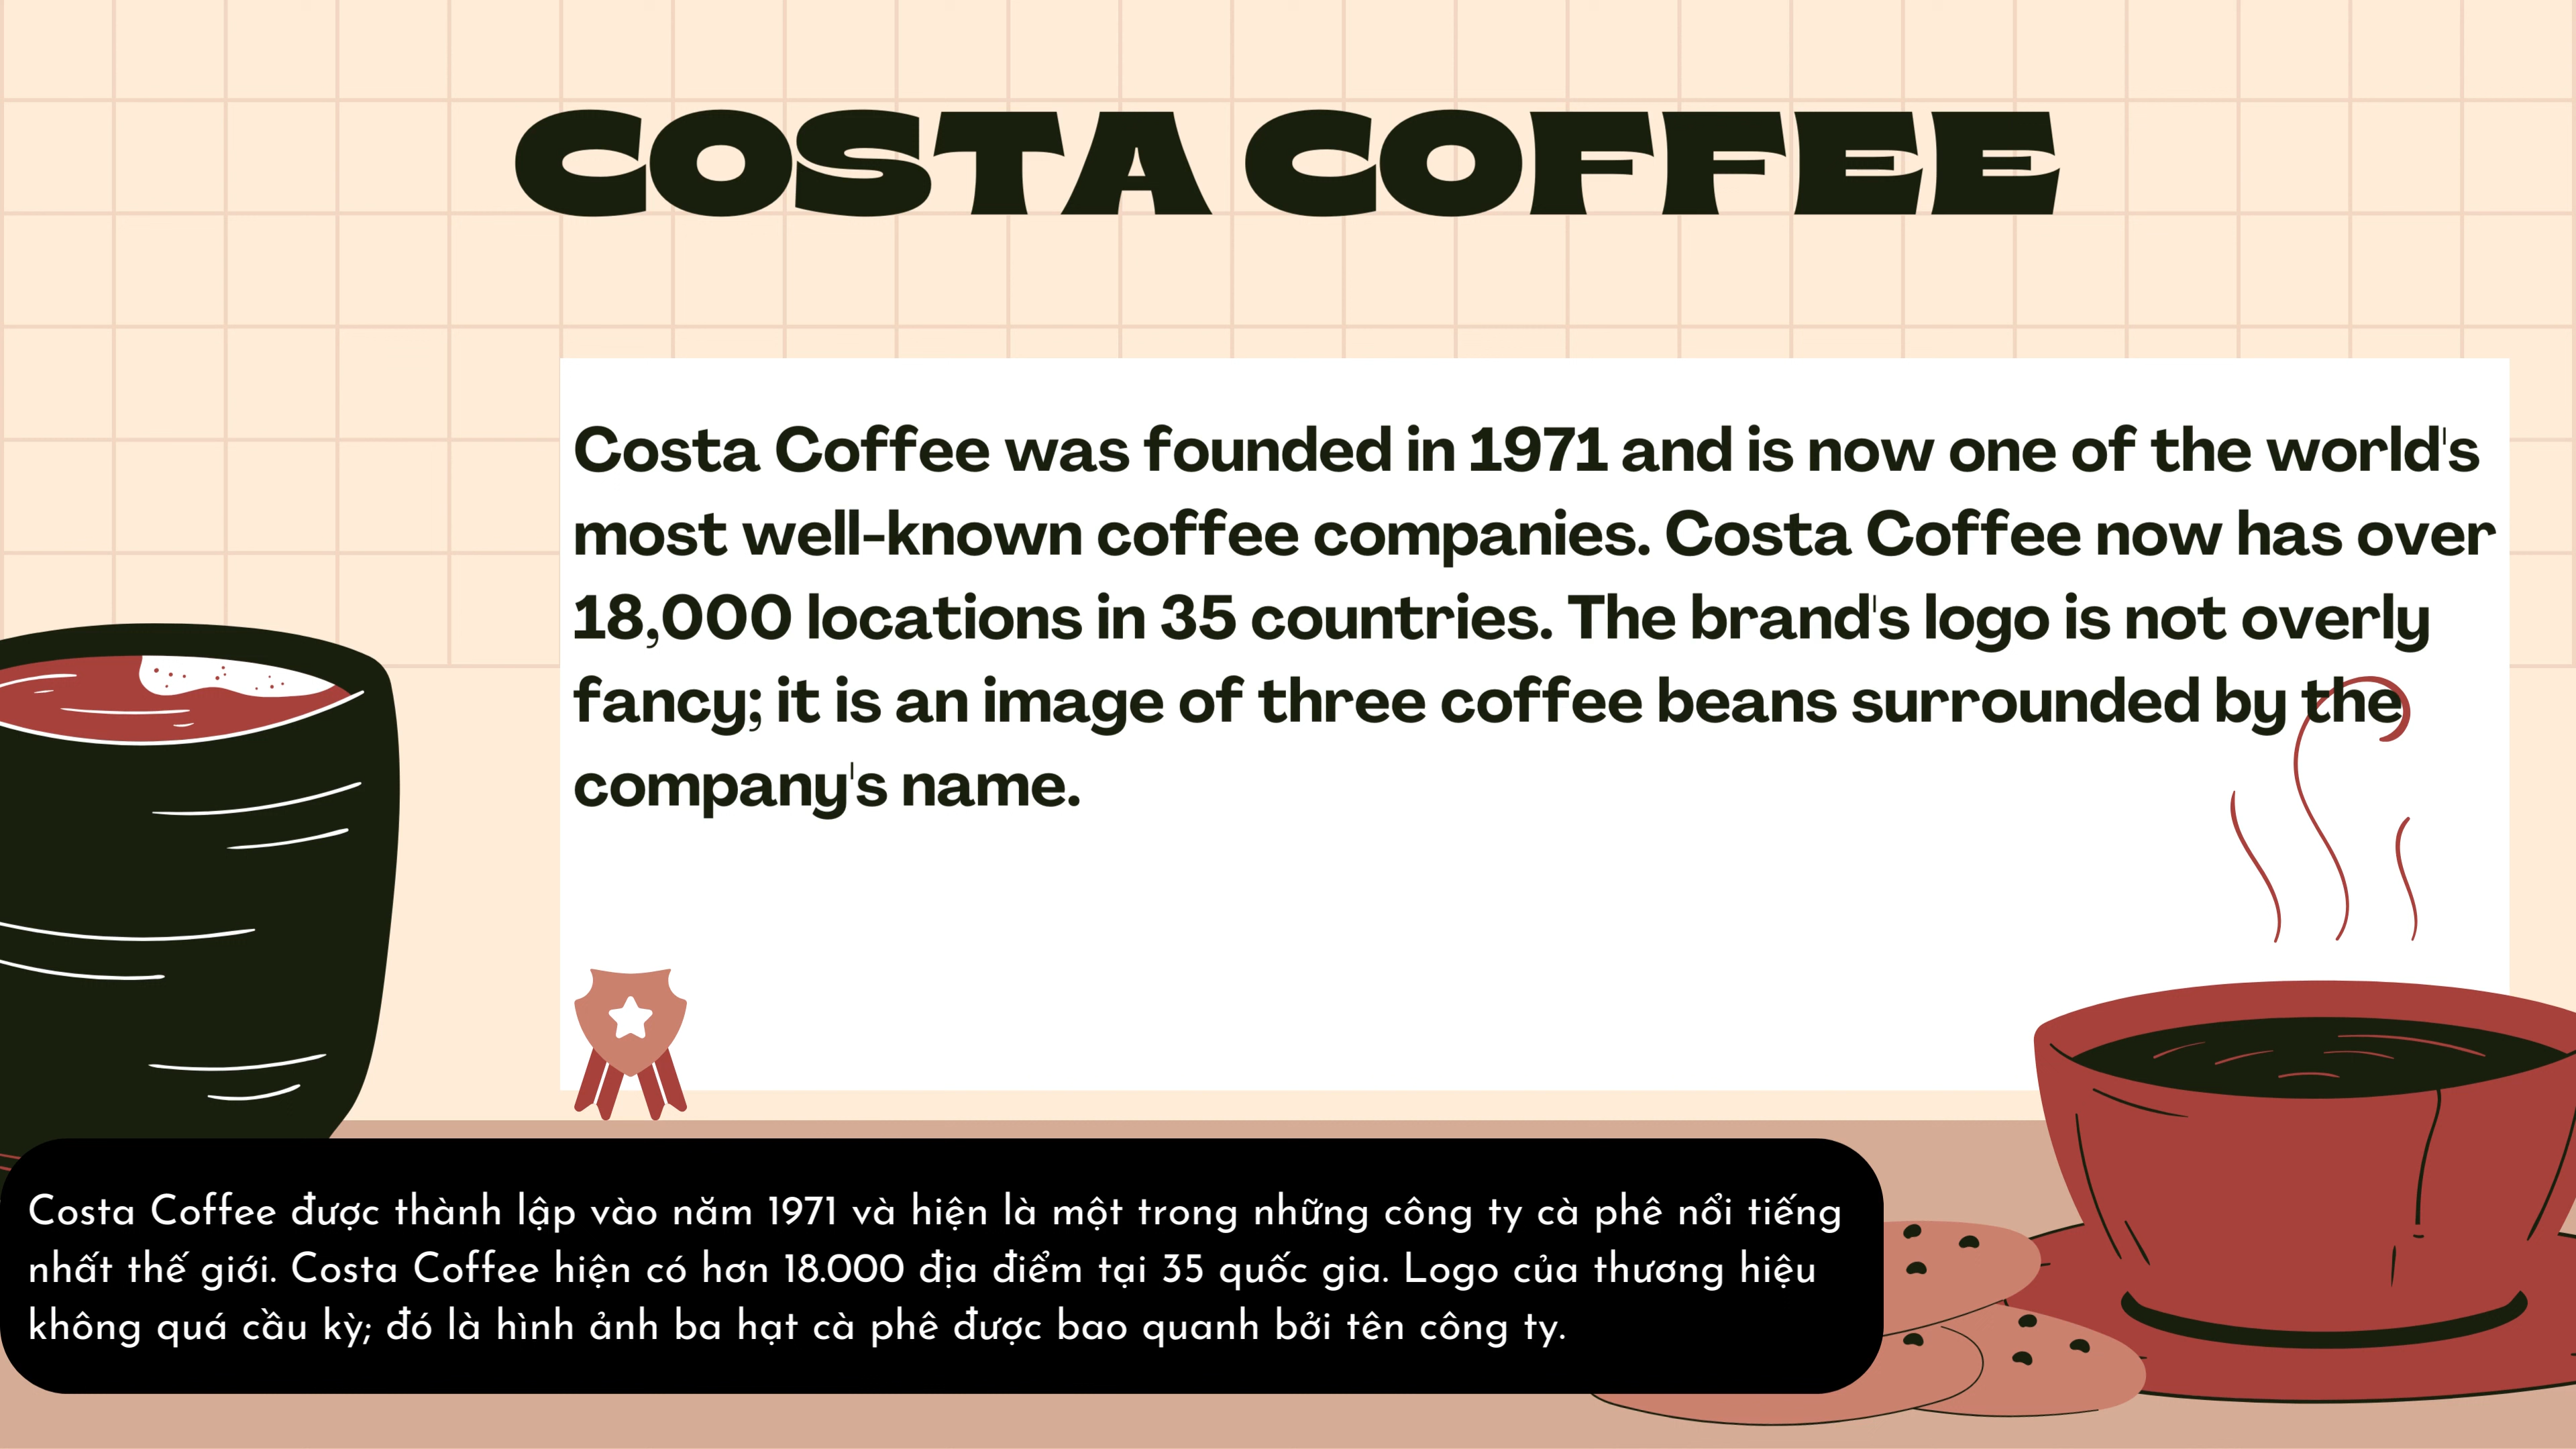 COSTA COFFEE
Costa Coffee was founded in 1971 and is now one of the world's
most well-known coffee companies. Costa Coffee now has over
18,000 locations in 35 countries. The brand's logo is not overly
fancy; it is an image of three coffee beans surrounded by the
company's name.
Costa Coffee được thành lập vào năm 1971 và hiện là một trong những công ty cà phê nổi tiếng
nhất thế giới. Costa Coffee hiện có hơn 18.000 địa điểm tại 35 quốc gia. Logo của thương hiệu
không quá cầu kỳ; đó là hình ảnh ba hạt cà phê được bao quanh bởi tên công ty.